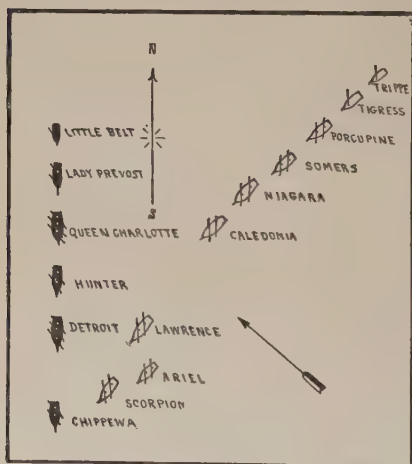 N
TRIPPE
TIGRESS
LITTLE BELT
PORCUPINE
LADY PREVOST
SOMERS
NIAGARA
S
QUEEN CHARLOTTE
CALEDONIA
HUNTER
DETROIT
LAWRENCE
ARIEL
SCORPION
CHIPPEWA